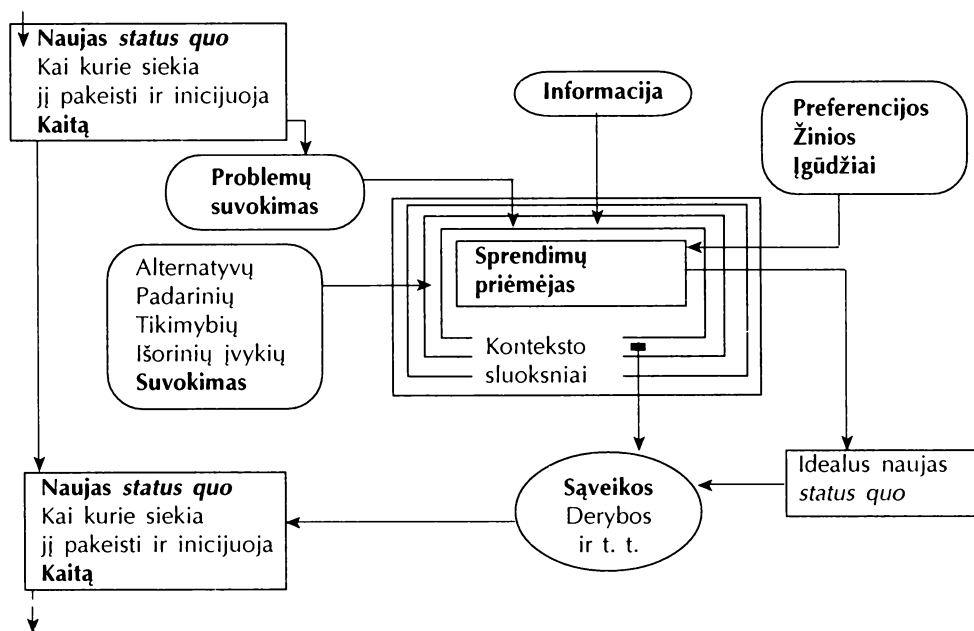 Naujas status quo
Kai kurie siekia
jį pakeisti ir inicijuoja
Kaitą
Informacija
Preferencijos
Žinios
Įgūdžiai
Problemų
suvokimas
Sprendimų
priėmėjas
Alternatyvų
Padarinių
Tikimybių
Išorinių įvykių
Suvokimas
Konteksto
sluoksniai
Naujas status quo
Kai kurie siekia
jį pakeisti ir inicijuoja
Kaitą
Sąveikos
Derybos
ir t. t.
Idealus naujas
status quo